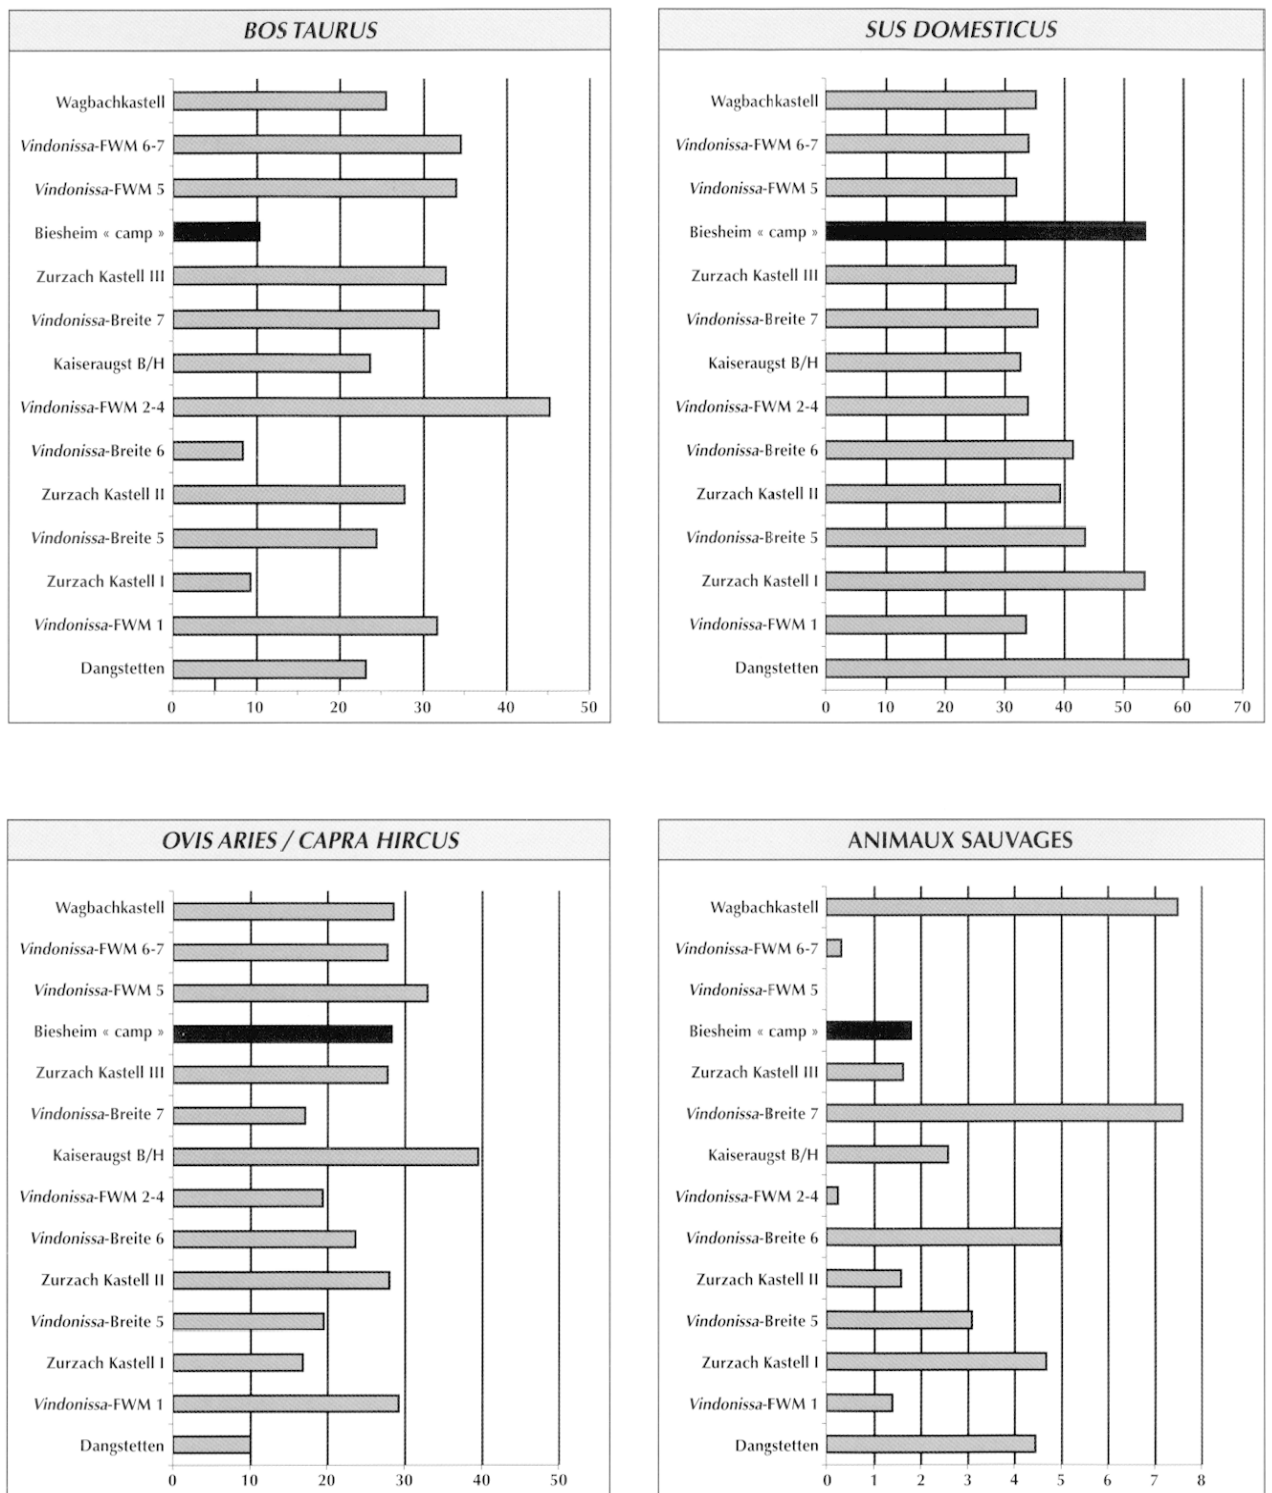 BOS TAURUS
Wagbachkastell
Vindonissa-FWM 6-7
Vindonissa-FWM 5
Biesheim « camp »
Zurzach Kastell III
Vindonissa-Breite 7
Kaiseraugst B/H
Vindonissa-FWM 2-4
Vindonissa-Breite 6
Zurzach Kastell II
Vindonissa-Breite 5
Zurzach Kastell I
Vindonissa-FWM 1
Dangstetten
0 10 20 30 40 50
SUS DOMESTICUS
Wagbachkastell
Vindonissa-FWM 6-7
Vindonissa-FWM 5
Biesheim « camp »
Zurzach Kastell III
Vindonissa-Breite 7
Kaiseraugst B/H
Vindonissa-FWM 2-4
Vindonissa-Breite 6
Zurzach Kastell II
Vindonissa-Breite 5
Zurzach Kastell I
Vindonissa-FWM 1
Dangstetten
0 10 20 30 40 50 60 70
OVIS ARIES / CAPRA HIRCUS
Wagbachkastell
Vindonissa-FWM 6-7
Vindonissa-FWM 5
Biesheim « camp »
Zurzach Kastell III
Vindonissa-Breite 7
Kaiseraugst B/H
Vindonissa-FWM 2-4
Vindonissa-Breite 6
Zurzach Kastell II
Vindonissa-Breite 5
Zurzach Kastell I
Vindonissa-FWM 1
Dangstetten
0 10 20 30 40 50
ANIMAUX SAUVAGES
Wagbachkastell
Vindonissa-FWM 6-7
Vindonissa-FWM 5
Biesheim « camp »
Zurzach Kastell III
Vindonissa-Breite 7
Kaiseraugst B/H
Vindonissa-FWM 2-4
Vindonissa-Breite 6
Zurzach Kastell II
Vindonissa-Breite 5
Zurzach Kastell I
Vindonissa-FWM 1
Dangstetten
0 1 2 3 4 5 6 7 8